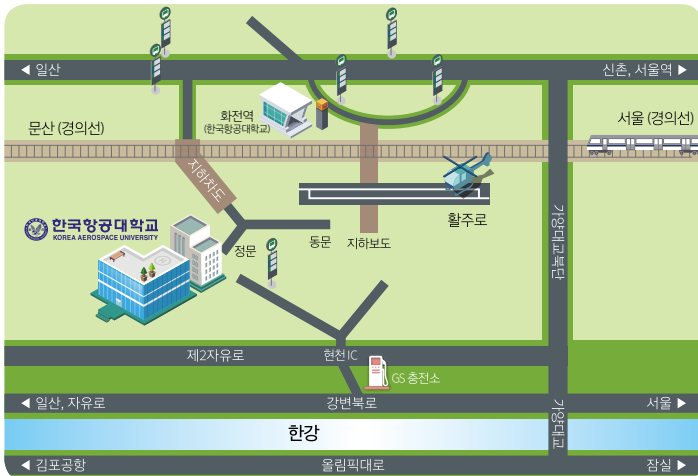 ◀ 일산
신촌, 서울역 ▶
화전역
(한국항공대학교)
문산 (경의선)
서울 (경의선)
지하차도
한국항공대학교
KOREA AEROSPACE UNIVERSITY
정문
동문
지하보도
활주로
가양대교북단
제2자유로
현천 IC
GS 충전소
◀ 일산, 자유로
강변북로
서울 ▶
가양대교
한강
◀ 김포공항
올림픽대로
잠실 ▶